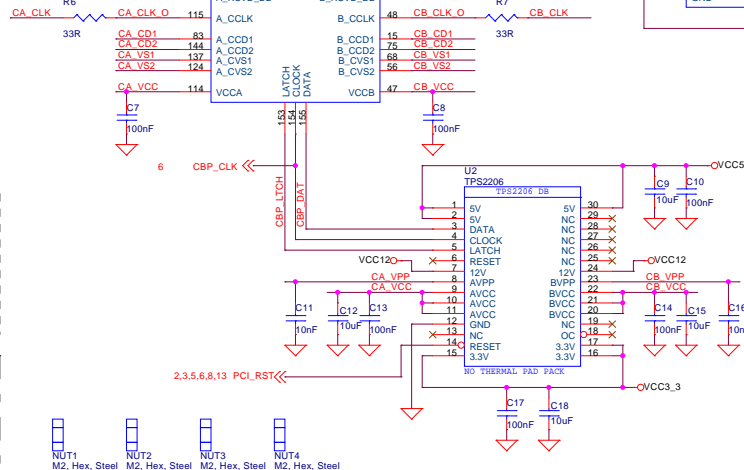 R6
R7
CA_CLK CA_CLK_O 115 A_CCLK B_CCLK 48 CB_CLK_O CB_CLK
33R 33R
CA_CD1 83 A_CCD1 B_CCD1 15 CB_CD1
CA_CD2 144 A_CCD2 B_CCD2 75 CB_CD2
CA_VS1 137 A_CVS1 B_CVS1 68 CB_VS1
CA_VS2 124 A_CVS2 B_CVS2 56 CB_VS2
CA_VCC 114 VCCA VCCB 47 CB_VCC
LATCH CLOCK DATA
153 154 155
C7 100nF
C8 100nF
6 CBP_CLK
CBP_LTCH CBP_DAT
U2
TPS2206
TPS2206 DB
VCC5
C9 10uF
C10 100nF
1 5V 5V 30
2 5V NC 29
3 DATA NC 28
4 CLOCK NC 27
5 LATCH NC 26
6 RESET NC 25
VCC12 7 12V 12V 24 VCC12
CA_VPP 8 AVPP BVPP 23 CB_VPP
CA_VCC 9 AVCC BVCC 22 CB_VCC
10 AVCC BVCC 21
11 AVCC BVCC 20
12 GND NC 19
13 NC OC 18
14 RESET 3.3V 17
15 3.3V 3.3V 16
C11 10nF
C12 10uF
C13 100nF
C14 100nF
C15 10uF
C16
NO THERMAL PAD PACK
2,3,5,6,8,13 PCI_RST
VCC3_3
C17 100nF
C18 10uF
NUT1 NUT2 NUT3 NUT4
M2, Hex, Steel M2, Hex, Steel M2, Hex, Steel M2, Hex, Steel